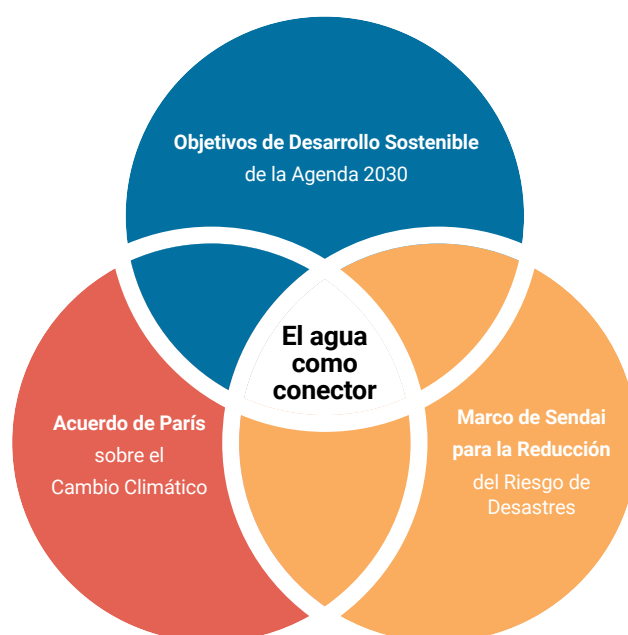 Objetivos de Desarrollo Sostenible
de la Agenda 2030
El agua
como
conector
Acuerdo de París
sobre el
Cambio Climático
Marco de Sendai
para la Reducción
del Riesgo de
Desastres